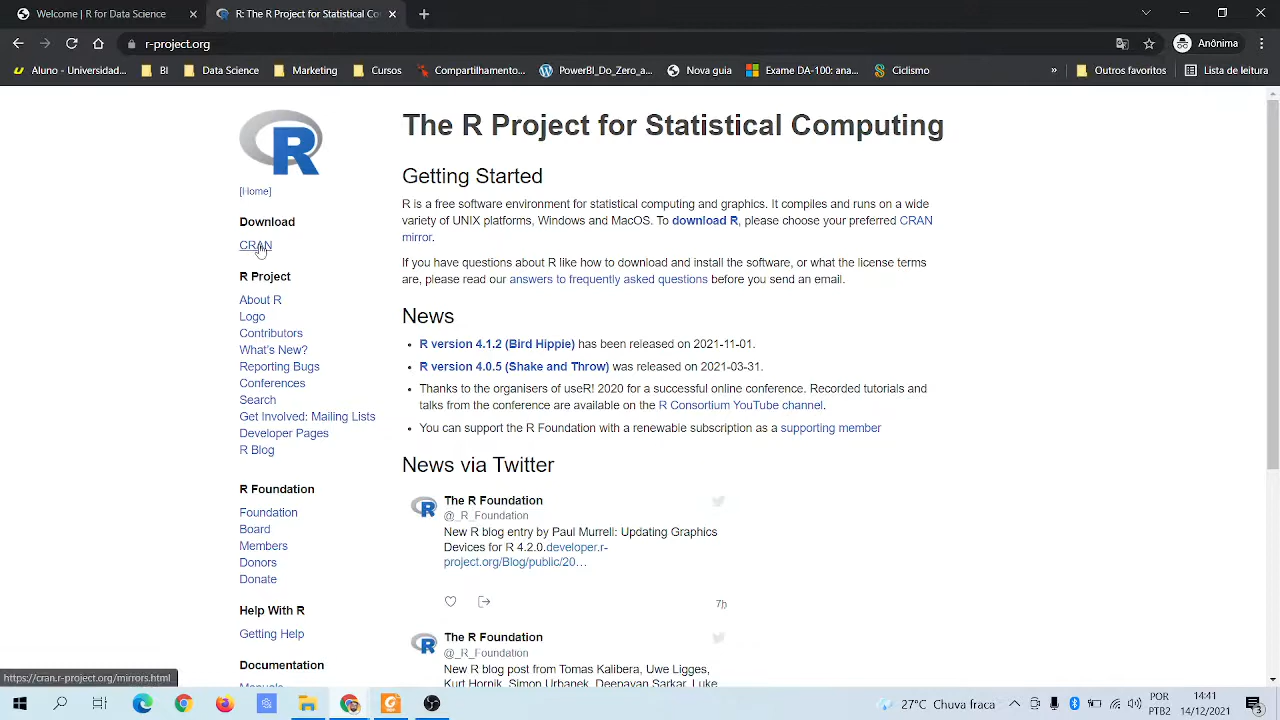 Welcome | R for Data Science
R: The R Project for Statistical Co
r-project.org
Anônima
Aluno - Universidad...
BI
Data Science
Marketing
Cursos
Compartilhamento...
PowerBI_Do_Zero_a...
Nova guia
Exame DA-100: ana...
Ciclismo
»
Outros favoritos
Lista de leitura
R
The R Project for Statistical Computing
[Home]
Getting Started
R is a free software environment for statistical computing and graphics. It compiles and runs on a wide
variety of UNIX platforms, Windows and MacOS. To download R, please choose your preferred CRAN
mirror.
If you have questions about R like how to download and install the software, or what the license terms
are, please read our answers to frequently asked questions before you send an email.
Download
CRAN
R Project
About R
Logo
Contributors
What's New?
Reporting Bugs
Conferences
Search
Get Involved: Mailing Lists
Developer Pages
R Blog
R Foundation
Foundation
Board
Members
Donors
Donate
Help With R
Getting Help
Documentation
News
• R version 4.1.2 (Bird Hippie) has been released on 2021-11-01.
• R version 4.0.5 (Shake and Throw) was released on 2021-03-31.
• Thanks to the organisers of useR! 2020 for a successful online conference. Recorded tutorials and
talks from the conference are available on the R Consortium YouTube channel.
• You can support the R Foundation with a renewable subscription as a supporting member
News via Twitter
The R Foundation
@_R_Foundation
New R blog entry by Paul Murrell: Updating Graphics
Devices for R 4.2.0.developer.r-
project.org/Blog/public/20…
7h
The R Foundation
@_R_Foundation
New R blog post from Tomas Kalibera, Uwe Ligges,
Kurt Hornik, Simon Urbanek, Deepayan Sarkar, Luke
https://cran.r-project.org/mirrors.html
27°C Chuva fraca
POR
PTB2
14:41
14/12/2021
3